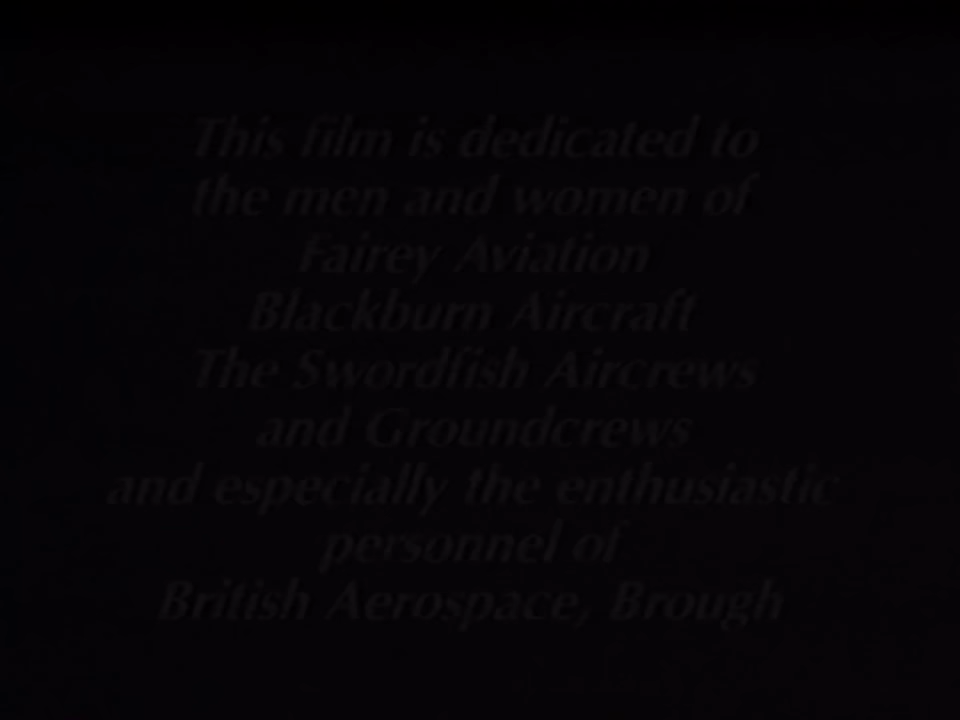 This film is dedicated to
the men and women of
Fairey Aviation
Blackburn Aircraft
The Swordfish Aircrews
and Groundcrews
and especially the enthusiastic
personnel of
British Aerospace, Brough